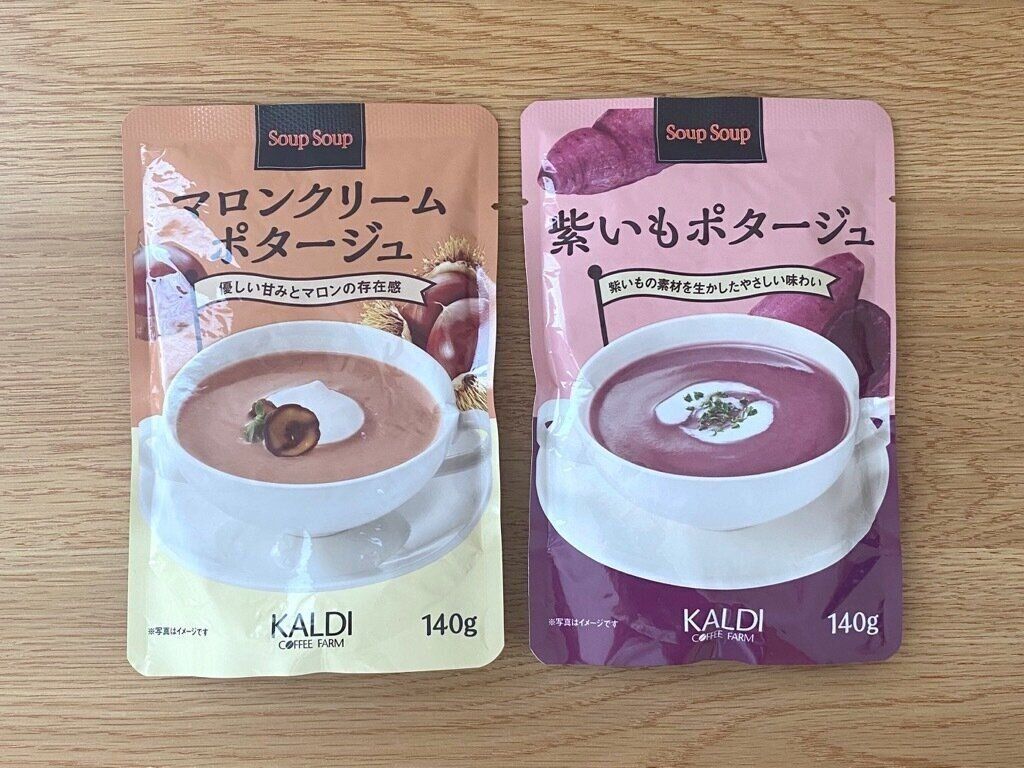 Soup Soup
マロンクリーム
ポタージュ
優しい甘みとマロンの存在感
※写真はイメージです
KALDI
COFFEE FARM
140g
Soup Soup
紫いもポタージュ
紫いもの素材を生かしたやさしい味わい
※写真はイメージです
KALDI
COFFEE FARM
140g